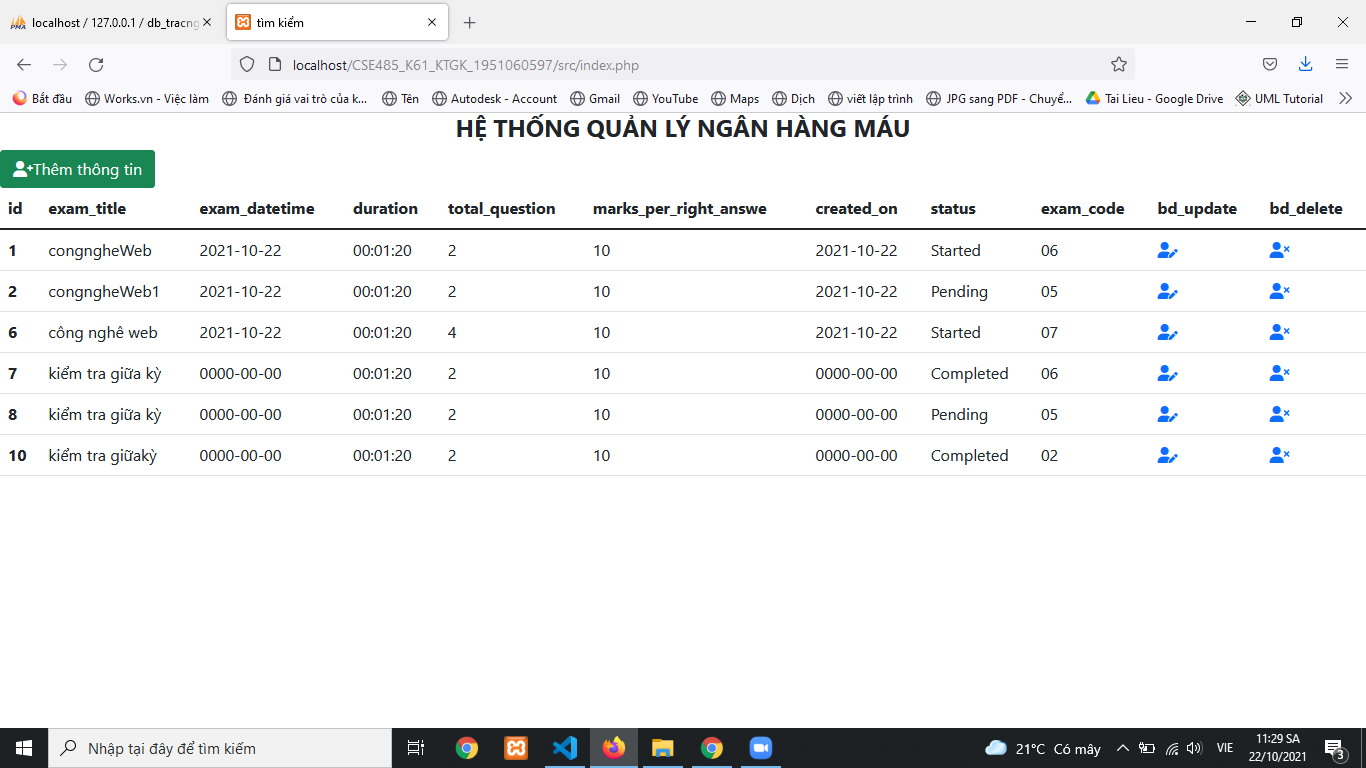 localhost / 127.0.0.1 / db_tracng
tìm kiếm
localhost/CSE485_K61_KTGK_1951060597/src/index.php
Bắt đầu Works.vn - Việc làm Đánh giá vai trò của k... Tên Autodesk - Account Gmail YouTube Maps Dịch viết lập trình JPG sang PDF - Chuyể... Tai Lieu - Google Drive UML Tutorial
HỆ THỐNG QUẢN LÝ NGÂN HÀNG MÁU
Thêm thông tin
id exam_title exam_datetime duration total_question marks_per_right_answe created_on status exam_code bd_update bd_delete
1 congngheWeb 2021-10-22 00:01:20 2 10 2021-10-22 Started 06
2 congngheWeb1 2021-10-22 00:01:20 2 10 2021-10-22 Pending 05
6 công nghê web 2021-10-22 00:01:20 4 10 2021-10-22 Started 07
7 kiểm tra giữa kỳ 0000-00-00 00:01:20 2 10 0000-00-00 Completed 06
8 kiểm tra giữa kỳ 0000-00-00 00:01:20 2 10 0000-00-00 Pending 05
10 kiểm tra giữakỳ 0000-00-00 00:01:20 2 10 0000-00-00 Completed 02
Nhập tại đây để tìm kiếm
21°C Có mây
VIE
11:29 SA
22/10/2021
3